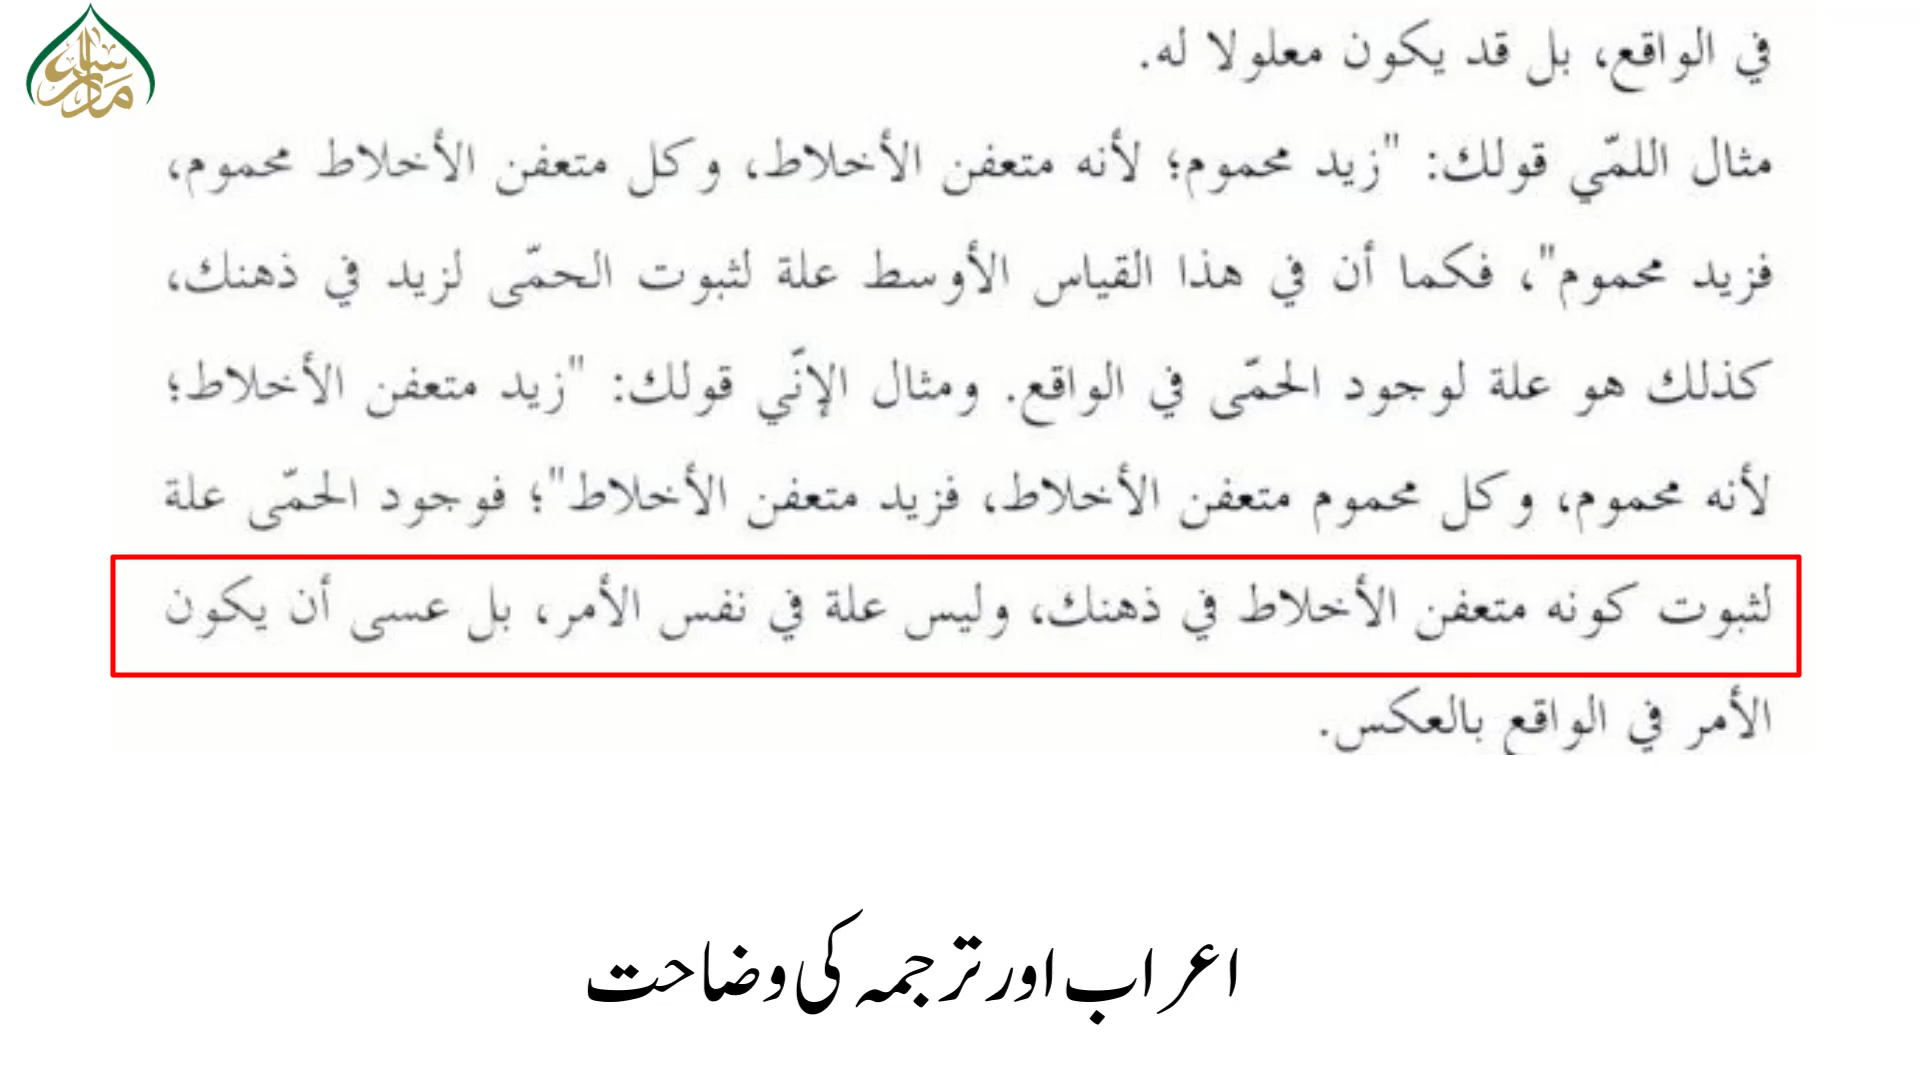 في الواقع، بل قد يكون معلولا له.
مثال اللمّي قولك: "زيد محموم؛ لأنه متعفن الأخلاط، وكل متعفن الأخلاط محموم،
فزيد محموم"، فكما أن في هذا القياس الأوسط علة لثبوت الحمّى لزيد في ذهنك،
كذلك هو علة لوجود الحمّى في الواقع. ومثال الإنّي قولك: "زيد متعفن الأخلاط؛
لأنه محموم، وكل محموم متعفن الأخلاط، فزيد متعفن الأخلاط"؛ فوجود الحمّى علة
لثبوت كونه متعفن الأخلاط في ذهنك، وليس علة في نفس الأمر، بل عسى أن يكون
الأمر في الواقع بالعكس.
اعراب اور ترجمہ کی وضاحت